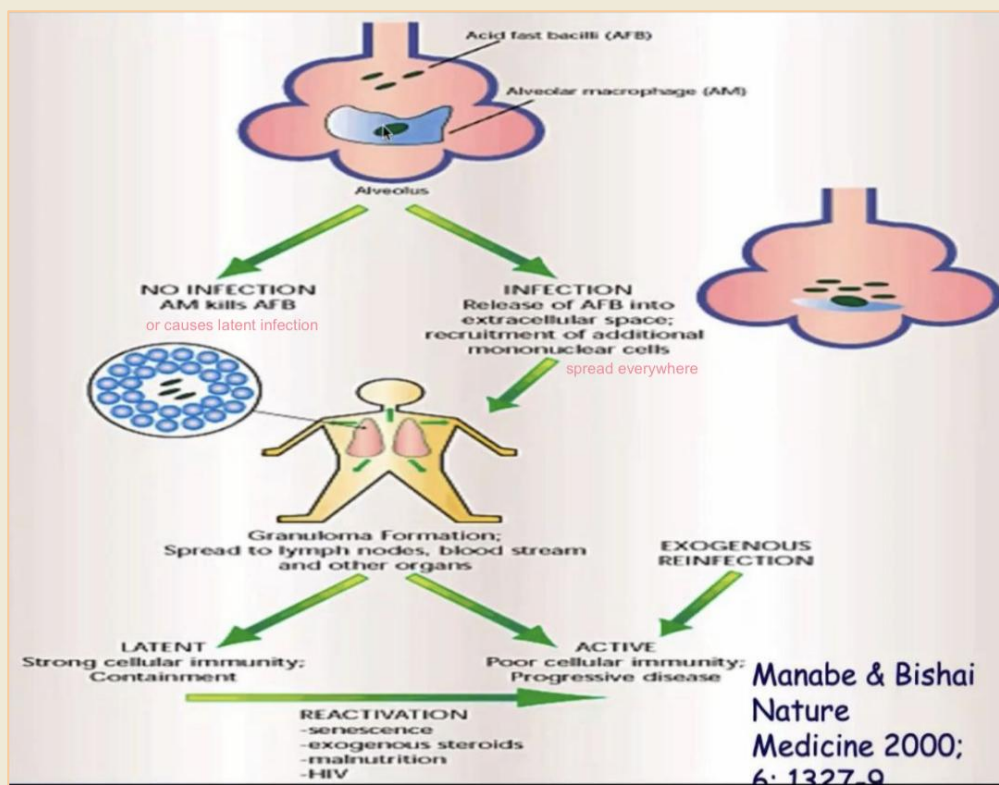 Acid fast bacilli (AFB)
Alveolar macrophage (AM)
Alveolus
NO INFECTION
AM kills AFB
or causes latent infection
INFECTION
Release of AFB into
extracellular space;
recruitment of additional
mononuclear cells
spread everywhere
Granuloma Formation;
Spread to lymph nodes, blood stream
and other organs
EXOGENOUS
REINFECTION
LATENT
Strong cellular immunity;
Containment
ACTIVE
Poor cellular immunity;
Progressive disease
REACTIVATION
-senescence
-exogenous steroids
-malnutrition
-HIV
Manabe & Bishai
Nature
Medicine 2000;
6: 1327-9